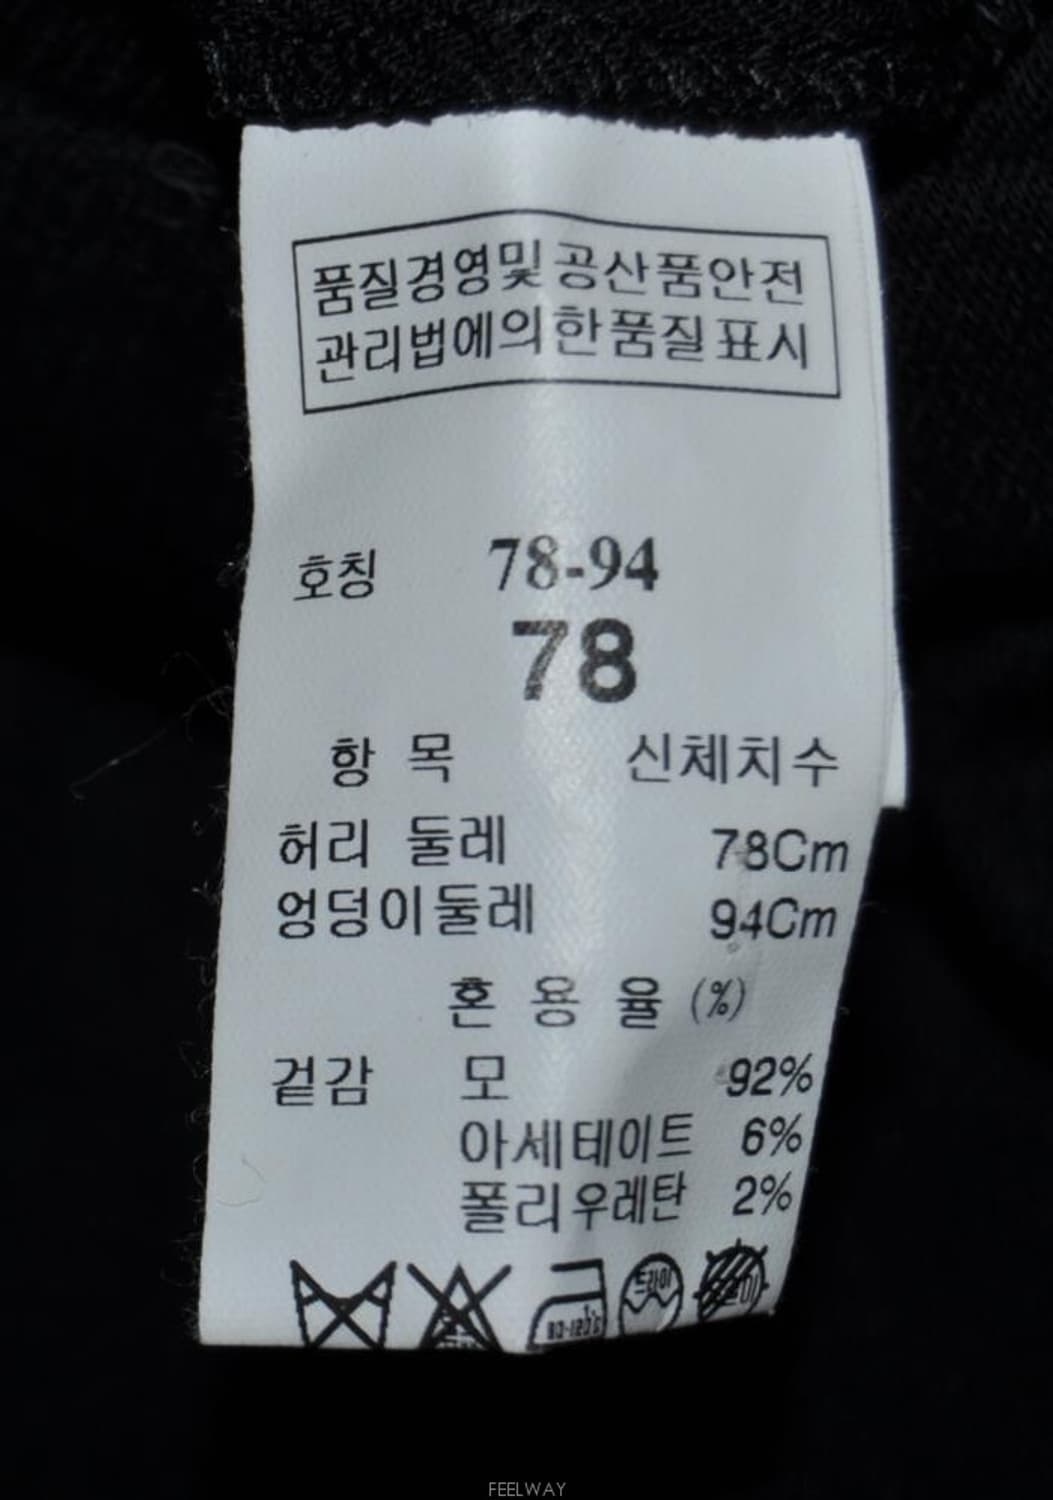 품질경영및공산품안전
관리법에의한품질표시
호칭 78-94
78
항 목 신체치수
허리 둘레 78Cm
엉덩이둘레 94Cm
혼 용 율 (%)
겉감 모 92%
아세테이트 6%
폴리우레탄 2%
드라이
FEELWAY